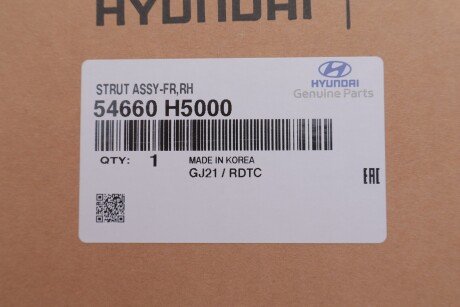 HYUNDAI
STRUT ASSY-FR,RH
HYUNDAI
Genuine Parts
54660 H5000
QTY: 1 MADE IN KOREA
GJ21 / RDTC
EAC